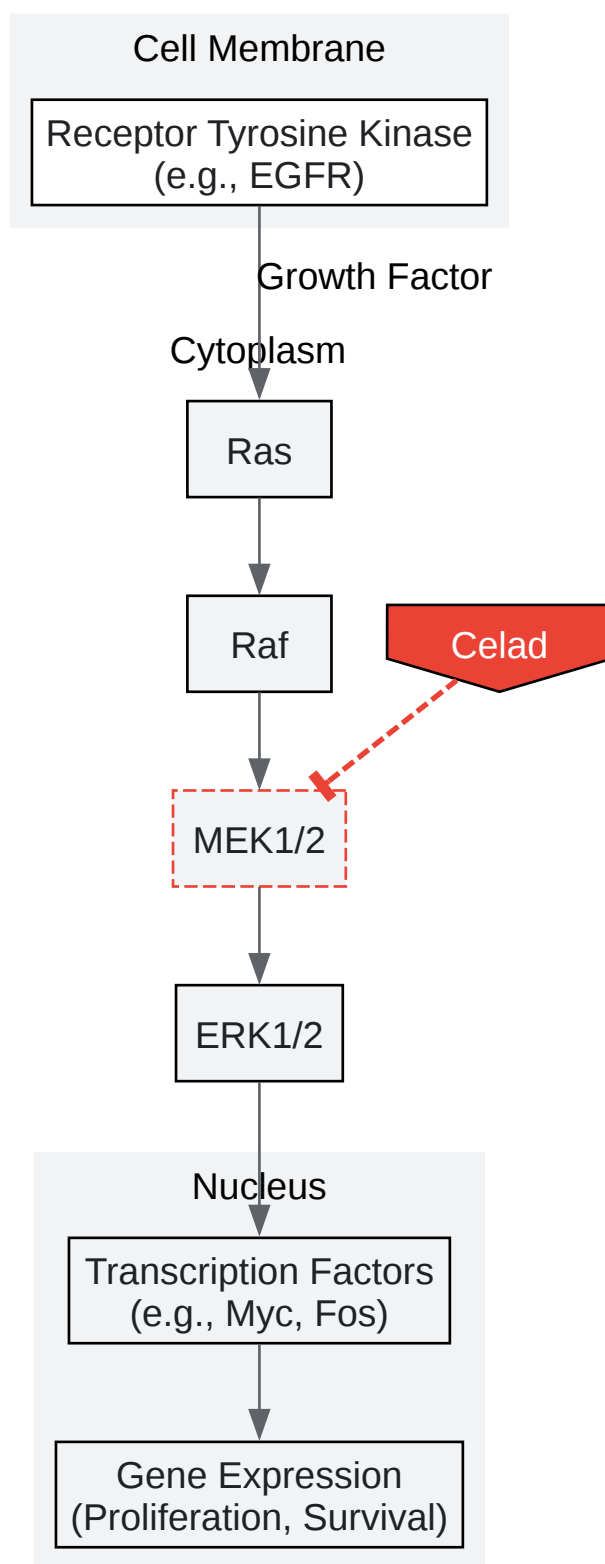 Cell Membrane
Receptor Tyrosine Kinase
(e.g., EGFR)
Growth Factor
Cytoplasm
Ras
Raf
Celad
MEK1/2
ERK1/2
Nucleus
Transcription Factors
(e.g., Myc, Fos)
Gene Expression
(Proliferation, Survival)